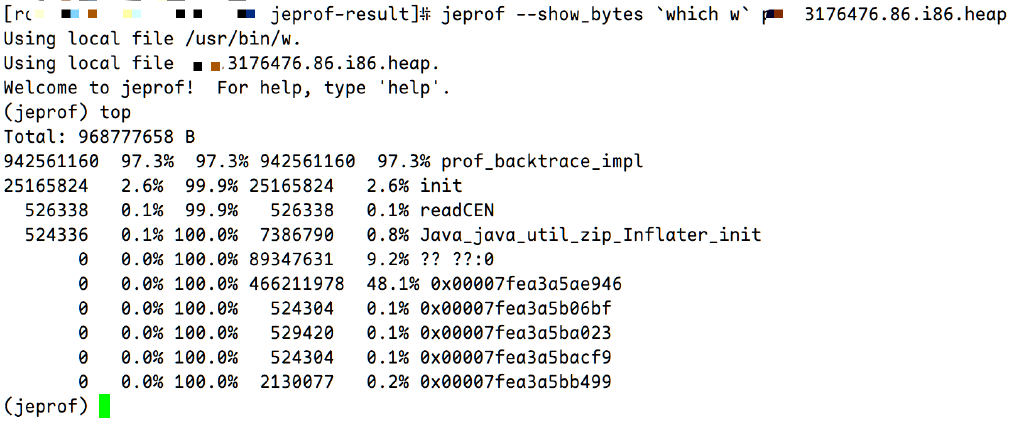 jeprof-result]# jeprof --show_bytes `which w` 3176476.86.i86.heap
Using local file /usr/bin/w.
Using local file 3176476.86.i86.heap.
Welcome to jeprof!  For help, type 'help'.
(jeprof) top
Total: 968777658 B
942561160  97.3%  97.3% 942561160  97.3% prof_backtrace_impl
25165824   2.6%  99.9% 25165824   2.6% init
  526338   0.1%  99.9%   526338   0.1% readCEN
  524336   0.1% 100.0%  7386790   0.8% Java_java_util_zip_Inflater_init
       0   0.0% 100.0% 89347631   9.2% ?? ??:0
       0   0.0% 100.0% 466211978  48.1% 0x00007fea3a5ae946
       0   0.0% 100.0%   524304   0.1% 0x00007fea3a5b06bf
       0   0.0% 100.0%   529420   0.1% 0x00007fea3a5ba023
       0   0.0% 100.0%   524304   0.1% 0x00007fea3a5bacf9
       0   0.0% 100.0%  2130077   0.2% 0x00007fea3a5bb499
(jeprof)